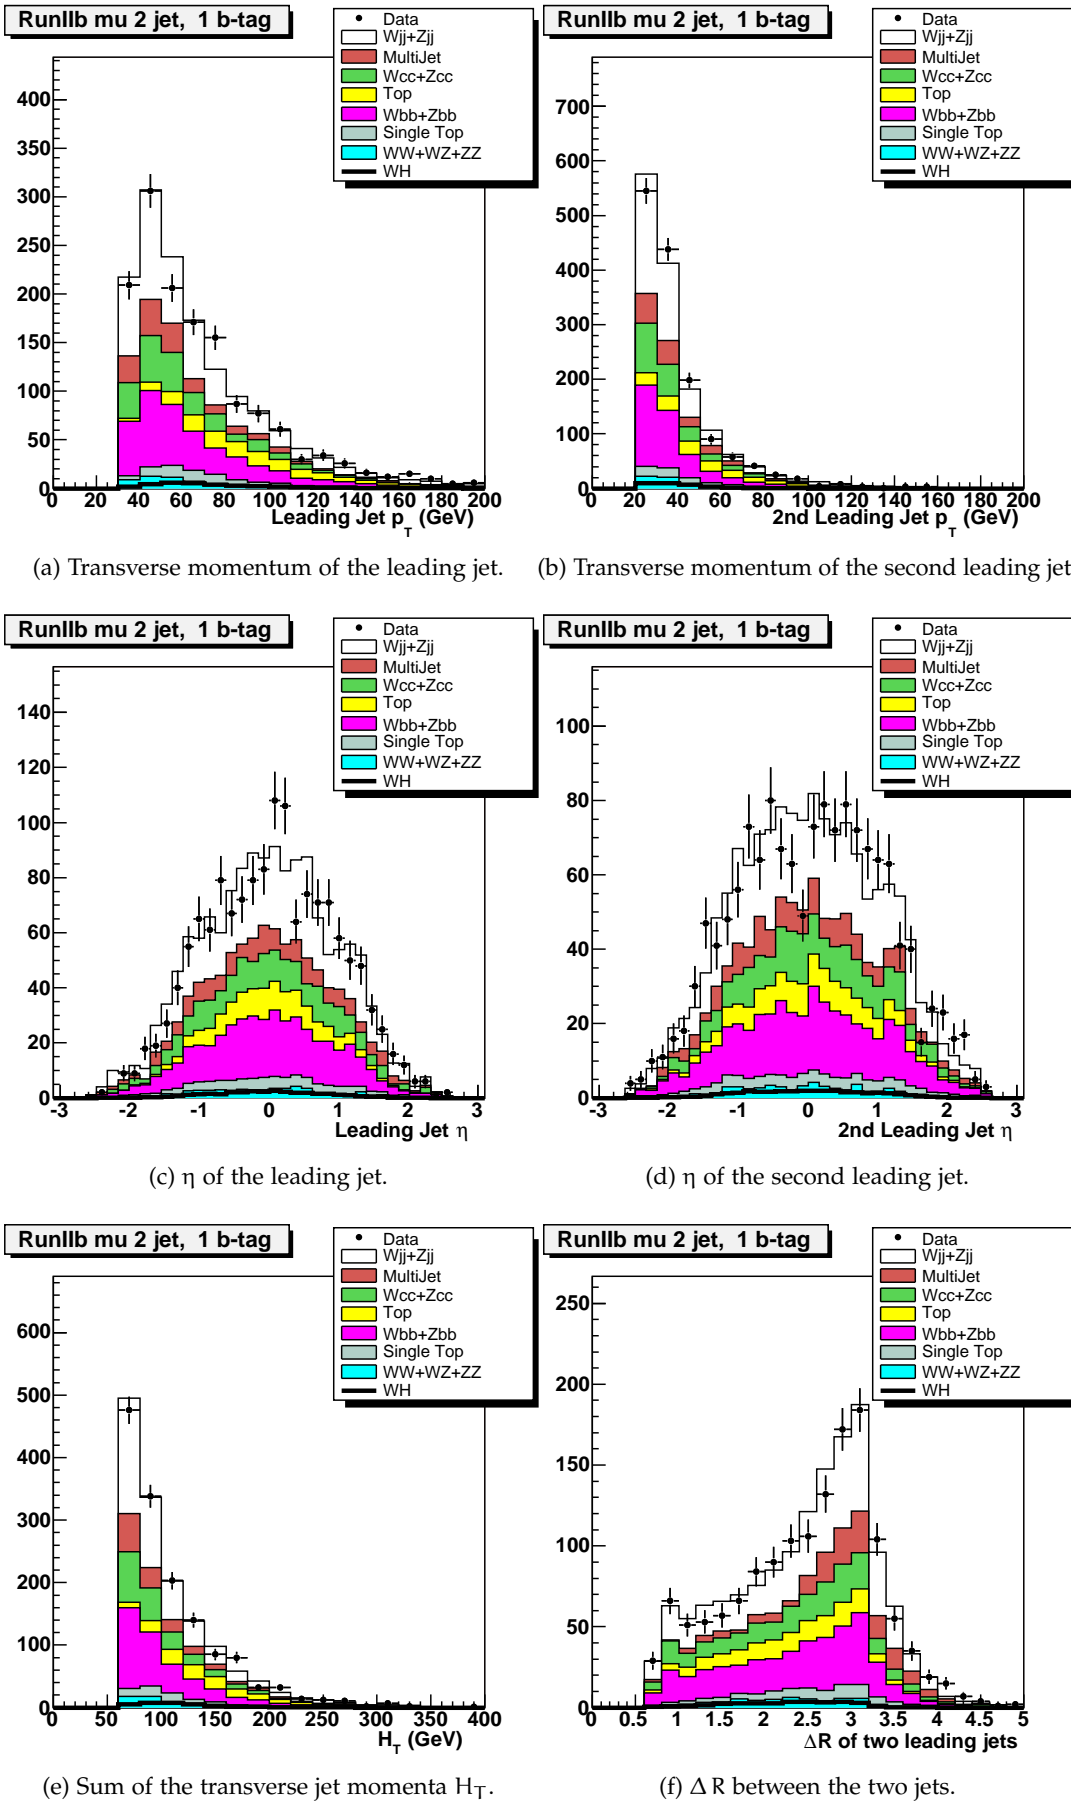 RunIIb mu 2 jet, 1 b-tag
Data
Wjj+Zjj
MultiJet
Wcc+Zcc
Top
Wbb+Zbb
Single Top
WW+WZ+ZZ
WH
400
350
300
250
200
150
100
50
0
0 20 40 60 80 100 120 140 160 180 200
Leading Jet p_T (GeV)
(a) Transverse momentum of the leading jet.
RunIIb mu 2 jet, 1 b-tag
Data
Wjj+Zjj
MultiJet
Wcc+Zcc
Top
Wbb+Zbb
Single Top
WW+WZ+ZZ
WH
700
600
500
400
300
200
100
0
0 20 40 60 80 100 120 140 160 180 200
2nd Leading Jet p_T (GeV)
(b) Transverse momentum of the second leading jet
RunIIb mu 2 jet, 1 b-tag
Data
Wjj+Zjj
MultiJet
Wcc+Zcc
Top
Wbb+Zbb
Single Top
WW+WZ+ZZ
WH
140
120
100
80
60
40
20
0
-3 -2 -1 0 1 2 3
Leading Jet η
(c) η of the leading jet.
RunIIb mu 2 jet, 1 b-tag
Data
Wjj+Zjj
MultiJet
Wcc+Zcc
Top
Wbb+Zbb
Single Top
WW+WZ+ZZ
WH
100
80
60
40
20
0
-3 -2 -1 0 1 2 3
2nd Leading Jet η
(d) η of the second leading jet.
RunIIb mu 2 jet, 1 b-tag
Data
Wjj+Zjj
MultiJet
Wcc+Zcc
Top
Wbb+Zbb
Single Top
WW+WZ+ZZ
WH
600
500
400
300
200
100
0
0 50 100 150 200 250 300 350 400
H_T (GeV)
(e) Sum of the transverse jet momenta H_T.
RunIIb mu 2 jet, 1 b-tag
Data
Wjj+Zjj
MultiJet
Wcc+Zcc
Top
Wbb+Zbb
Single Top
WW+WZ+ZZ
WH
250
200
150
100
50
0
0 0.5 1 1.5 2 2.5 3 3.5 4 4.5 5
ΔR of two leading jets
(f) ΔR between the two jets.